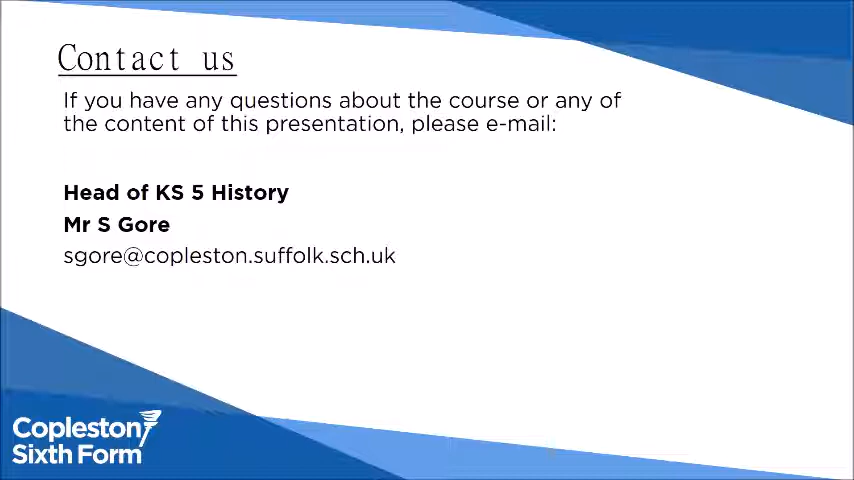 Contact us
If you have any questions about the course or any of
the content of this presentation, please e-mail:
Head of KS 5 History
Mr S Gore
sgore@copleston.suffolk.sch.uk
Copleston
Sixth Form